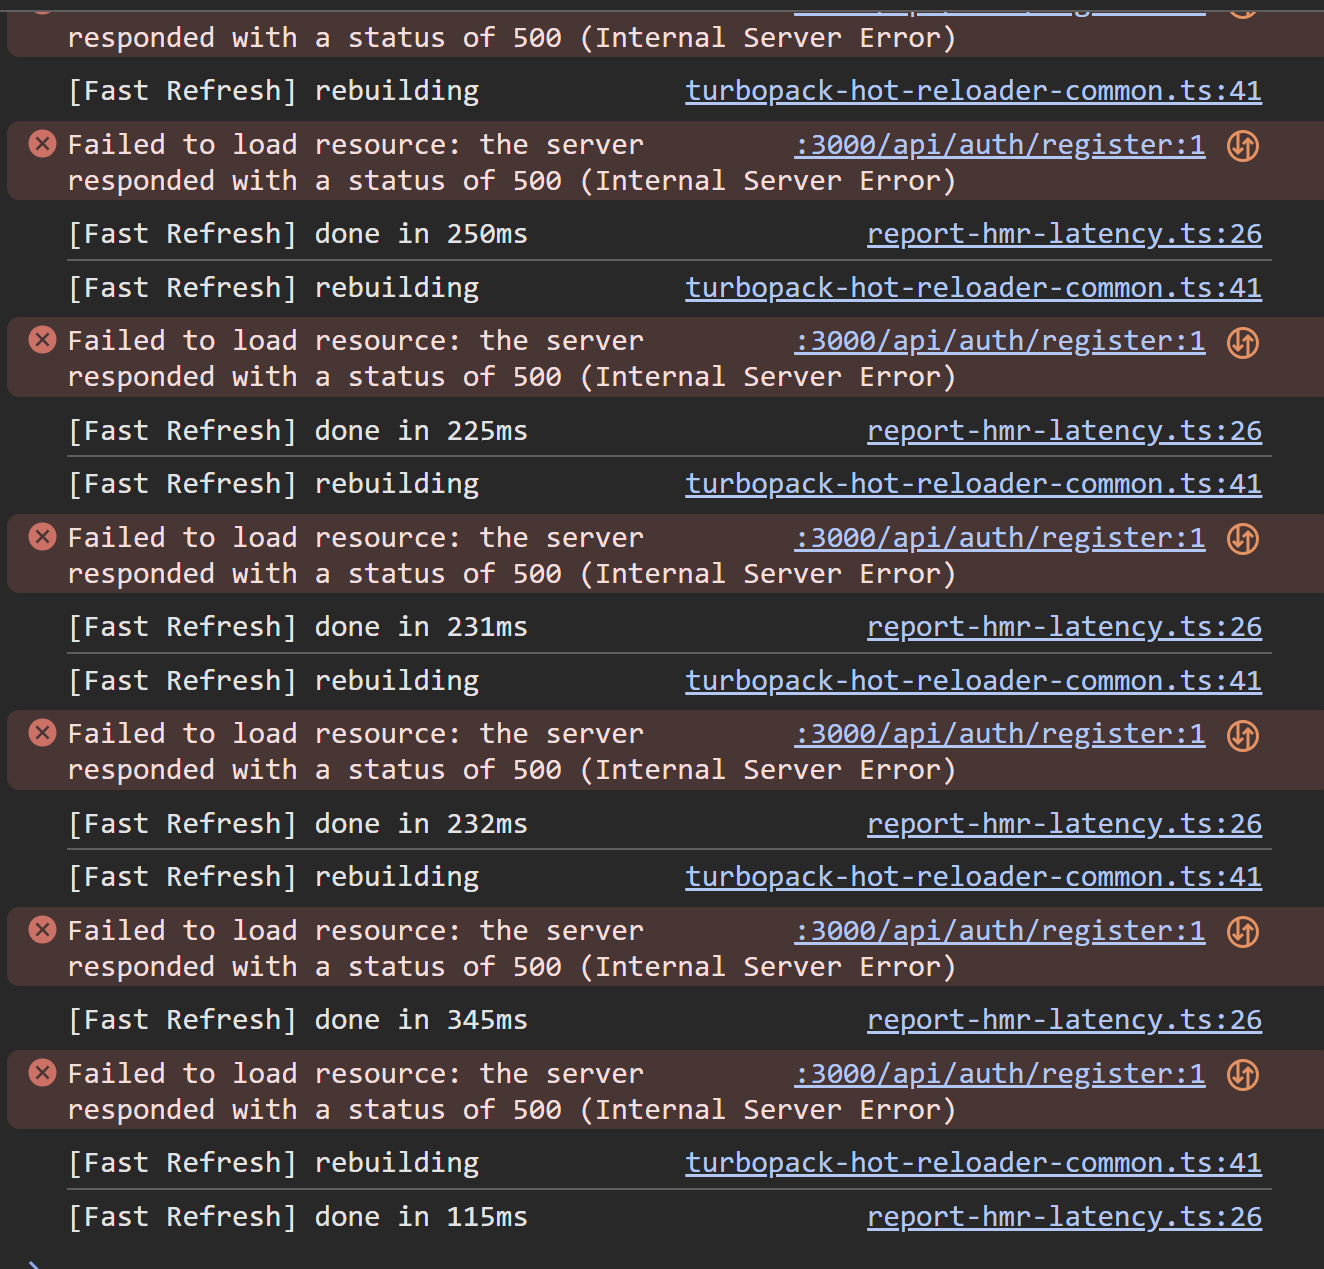 responded with a status of 500 (Internal Server Error)
[Fast Refresh] rebuilding turbopack-hot-reloader-common.ts:41
Failed to load resource: the server :3000/api/auth/register:1
responded with a status of 500 (Internal Server Error)
[Fast Refresh] done in 250ms report-hmr-latency.ts:26
[Fast Refresh] rebuilding turbopack-hot-reloader-common.ts:41
Failed to load resource: the server :3000/api/auth/register:1
responded with a status of 500 (Internal Server Error)
[Fast Refresh] done in 225ms report-hmr-latency.ts:26
[Fast Refresh] rebuilding turbopack-hot-reloader-common.ts:41
Failed to load resource: the server :3000/api/auth/register:1
responded with a status of 500 (Internal Server Error)
[Fast Refresh] done in 231ms report-hmr-latency.ts:26
[Fast Refresh] rebuilding turbopack-hot-reloader-common.ts:41
Failed to load resource: the server :3000/api/auth/register:1
responded with a status of 500 (Internal Server Error)
[Fast Refresh] done in 232ms report-hmr-latency.ts:26
[Fast Refresh] rebuilding turbopack-hot-reloader-common.ts:41
Failed to load resource: the server :3000/api/auth/register:1
responded with a status of 500 (Internal Server Error)
[Fast Refresh] done in 345ms report-hmr-latency.ts:26
Failed to load resource: the server :3000/api/auth/register:1
responded with a status of 500 (Internal Server Error)
[Fast Refresh] rebuilding turbopack-hot-reloader-common.ts:41
[Fast Refresh] done in 115ms report-hmr-latency.ts:26